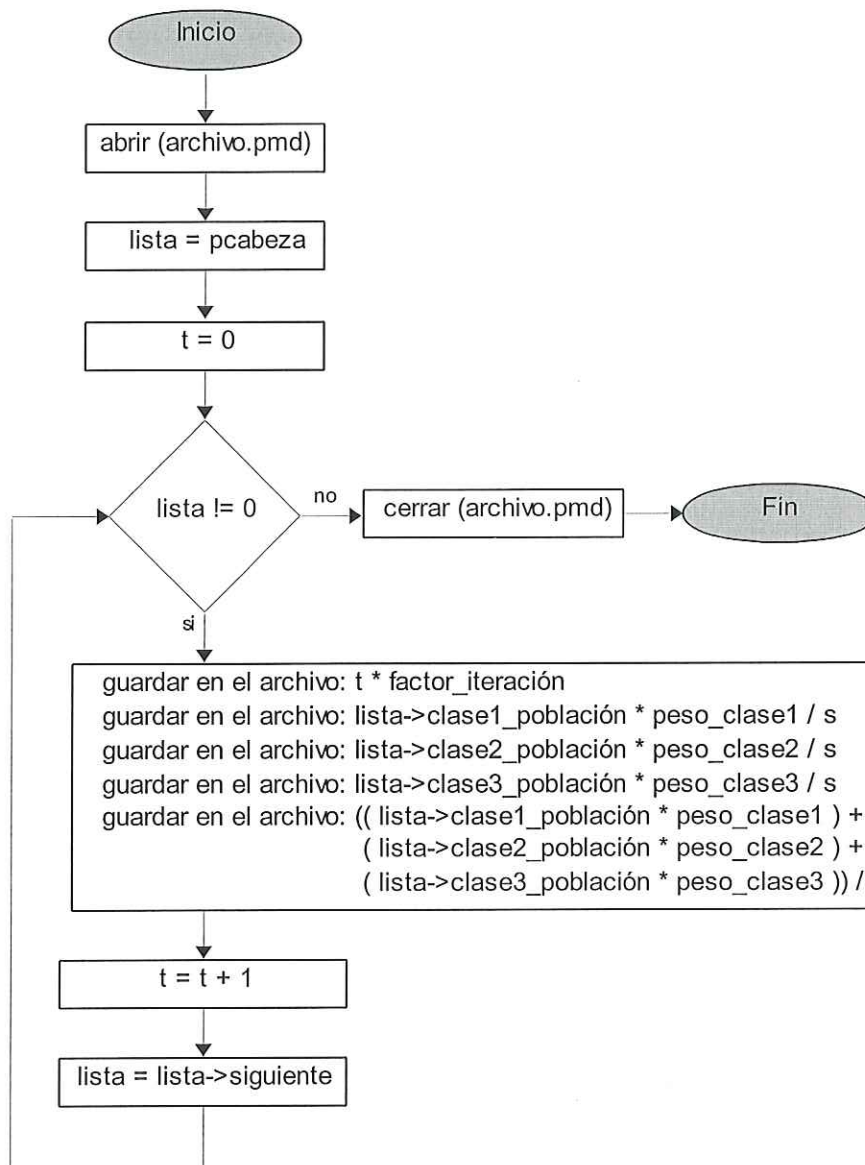 Inicio
abrir (archivo.pmd)
lista = pcabeza
t = 0
lista != 0
no
cerrar (archivo.pmd)
Fín
si
guardar en el archivo: t * factor_iteración
guardar en el archivo: lista->clase1_población * peso_clase1 / s
guardar en el archivo: lista->clase2_población * peso_clase2 / s
guardar en el archivo: lista->clase3_población * peso_clase3 / s
guardar en el archivo: (( lista->clase1_población * peso_clase1 ) +
( lista->clase2_población * peso_clase2 ) +
( lista->clase3_población * peso_clase3 )) /
t = t + 1
lista = lista->siguiente